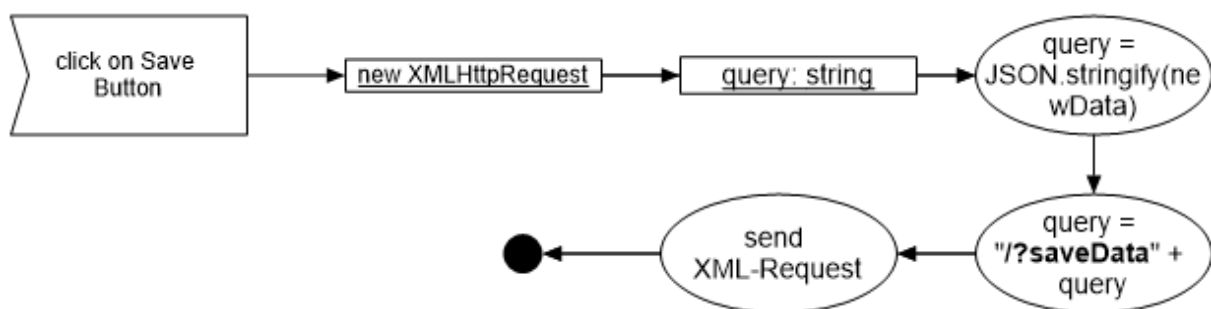 click on Save
Button
new XMLHttpRequest
query: string
query =
JSON.stringify(ne
wData)
query =
"/?saveData" +
query
send
XML-Request